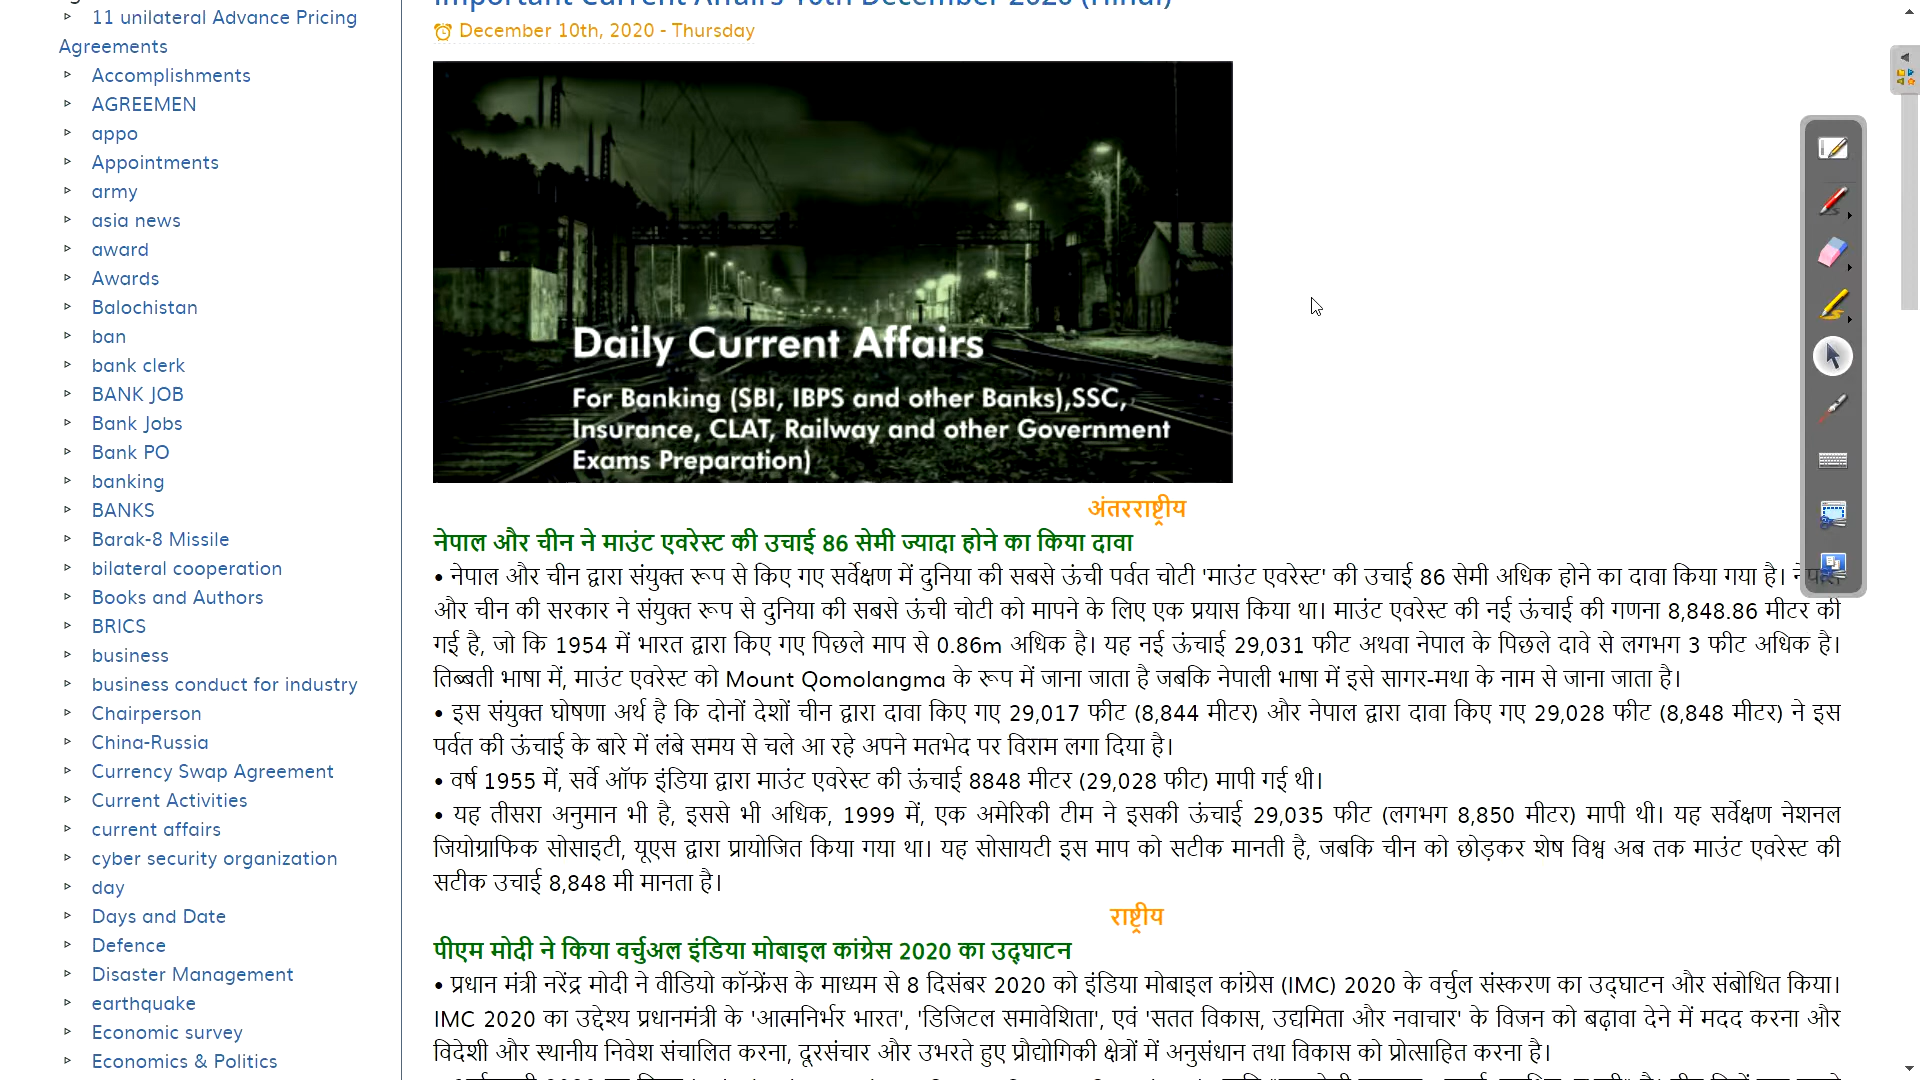 11 unilateral Advance Pricing
Agreements
Accomplishments
AGREEMEN
appo
Appointments
army
asia news
award
Awards
Balochistan
ban
bank clerk
BANK JOB
Bank Jobs
Bank PO
banking
BANKS
Barak-8 Missile
bilateral cooperation
Books and Authors
BRICS
business
business conduct for industry
Chairperson
China-Russia
Currency Swap Agreement
Current Activities
current affairs
cyber security organization
day
Days and Date
Defence
Disaster Management
earthquake
Economic survey
Economics & Politics
Important Current Affairs 10th December 2020 (Hindi)
December 10th, 2020 - Thursday
Daily Current Affairs
For Banking (SBI, IBPS and other Banks),SSC,
Insurance, CLAT, Railway and other Government
Exams Preparation)
अंतरराष्ट्रीय
नेपाल और चीन ने माउंट एवरेस्ट की उचाई 86 सेमी ज्यादा होने का किया दावा
• नेपाल और चीन द्वारा संयुक्त रूप से किए गए सर्वेक्षण में दुनिया की सबसे ऊंची पर्वत चोटी 'माउंट एवरेस्ट' की उचाई 86 सेमी अधिक होने का दावा किया गया है। नेपाल
और चीन की सरकार ने संयुक्त रूप से दुनिया की सबसे ऊंची चोटी को मापने के लिए एक प्रयास किया था। माउंट एवरेस्ट की नई ऊंचाई की गणना 8,848.86 मीटर की
गई है, जो कि 1954 में भारत द्वारा किए गए पिछले माप से 0.86m अधिक है। यह नई ऊंचाई 29,031 फीट अथवा नेपाल के पिछले दावे से लगभग 3 फीट अधिक है।
तिब्बती भाषा में, माउंट एवरेस्ट को Mount Qomolangma के रूप में जाना जाता है जबकि नेपाली भाषा में इसे सागर-मथा के नाम से जाना जाता है।
• इस संयुक्त घोषणा अर्थ है कि दोनों देशों चीन द्वारा दावा किए गए 29,017 फीट (8,844 मीटर) और नेपाल द्वारा दावा किए गए 29,028 फीट (8,848 मीटर) ने इस
पर्वत की ऊंचाई के बारे में लंबे समय से चले आ रहे अपने मतभेद पर विराम लगा दिया है।
• वर्ष 1955 में, सर्वे ऑफ इंडिया द्वारा माउंट एवरेस्ट की ऊंचाई 8848 मीटर (29,028 फीट) मापी गई थी।
• यह तीसरा अनुमान भी है, इससे भी अधिक, 1999 में, एक अमेरिकी टीम ने इसकी ऊंचाई 29,035 फीट (लगभग 8,850 मीटर) मापी थी। यह सर्वेक्षण नेशनल
जियोग्राफिक सोसाइटी, यूएस द्वारा प्रायोजित किया गया था। यह सोसायटी इस माप को सटीक मानती है, जबकि चीन को छोड़कर शेष विश्व अब तक माउंट एवरेस्ट की
सटीक उचाई 8,848 मी मानता है।
राष्ट्रीय
पीएम मोदी ने किया वर्चुअल इंडिया मोबाइल कांग्रेस 2020 का उद्घाटन
• प्रधान मंत्री नरेंद्र मोदी ने वीडियो कॉन्फ्रेंस के माध्यम से 8 दिसंबर 2020 को इंडिया मोबाइल कांग्रेस (IMC) 2020 के वर्चुल संस्करण का उद्घाटन और संबोधित किया।
IMC 2020 का उद्देश्य प्रधानमंत्री के 'आत्मनिर्भर भारत', 'डिजिटल समावेशिता', एवं 'सतत विकास, उद्यमिता और नवाचार' के विजन को बढ़ावा देने में मदद करना और
विदेशी और स्थानीय निवेश संचालित करना, दूरसंचार और उभरते हुए प्रौद्योगिकी क्षेत्रों में अनुसंधान तथा विकास को प्रोत्साहित करना है।